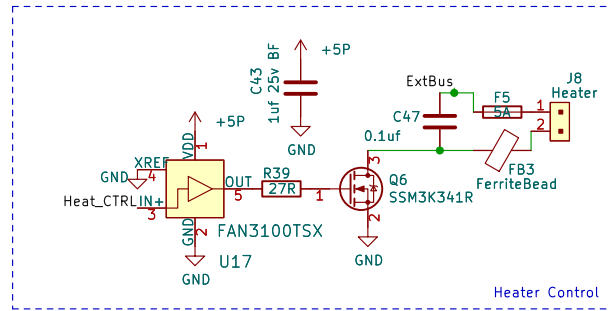 +5P
C43
1uf 25v BF
GND
+5P
ExtBus
J8
Heater
F5
5A
1
2
C47
0.1uf
FB3
FerriteBead
XREF
4
GND
VDD
1
Heat_CTRL
IN+
3
OUT
5
R39
27R
1
3
Q6
SSM3K341R
2
GND
GND
2
FAN3100TSX
U17
GND
Heater Control